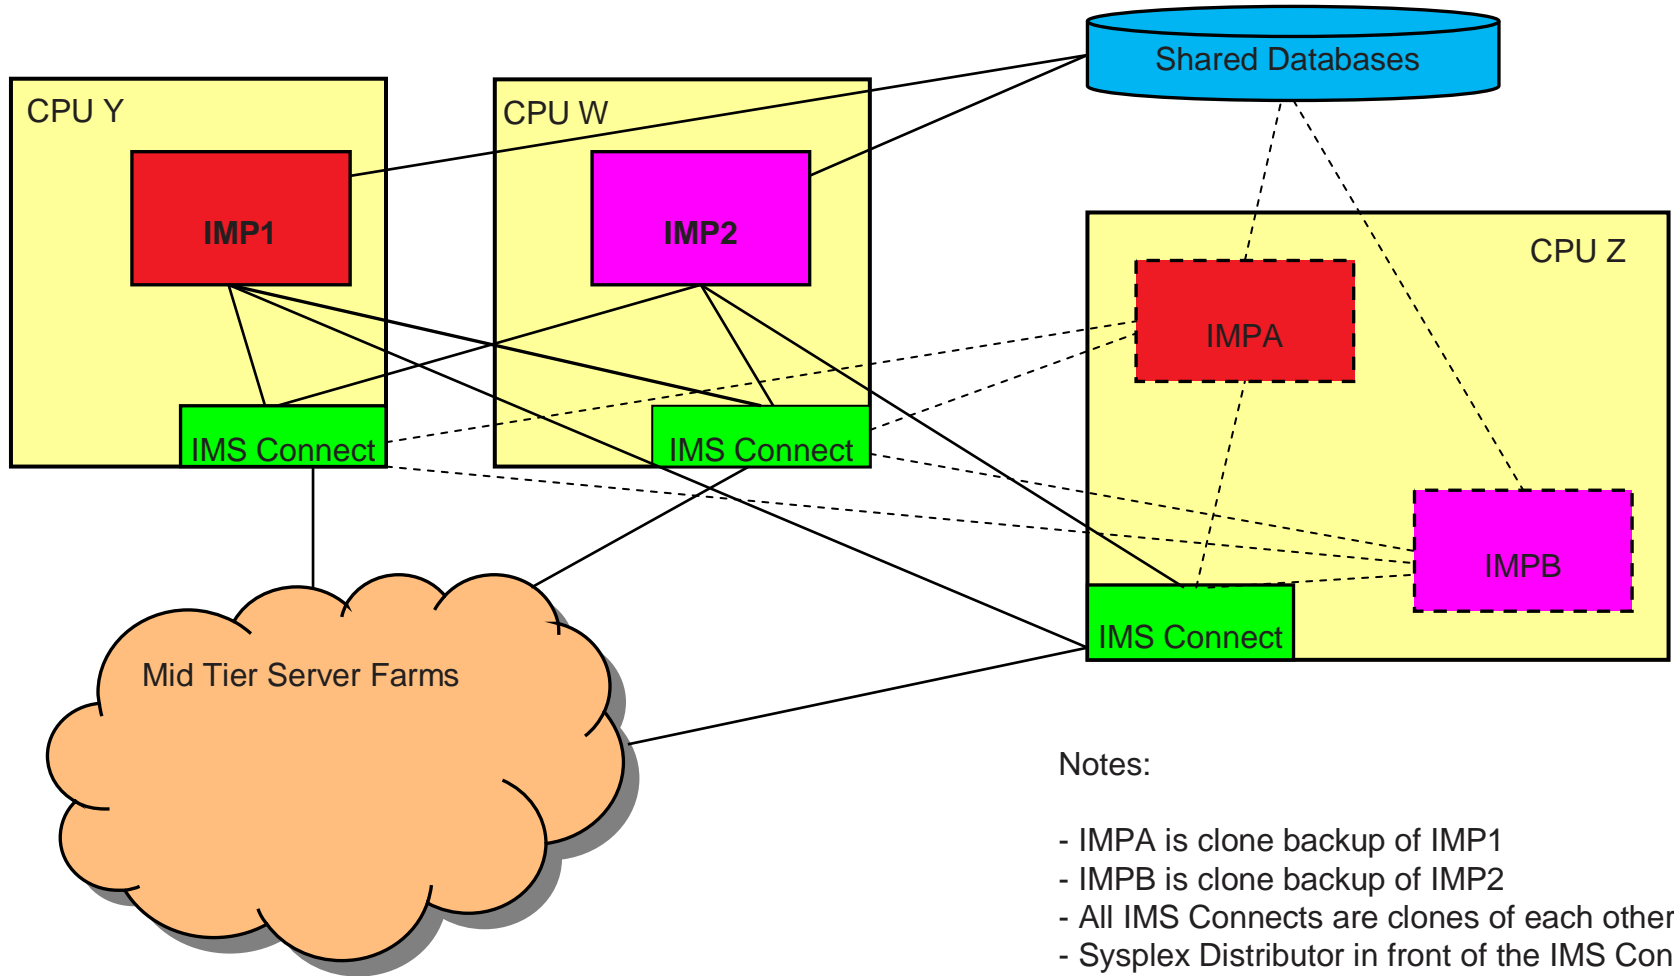 Shared Databases
CPU Y
CPU W
IMP1
IMP2
CPU Z
IMPA
IMS Connect
IMS Connect
IMPB
IMS Connect
Mid Tier Server Farms
Notes:
- IMPA is clone backup of IMP1
- IMPB is clone backup of IMP2
- All IMS Connects are clones of each other
- Sysplex Distributor in front of the IMS Con